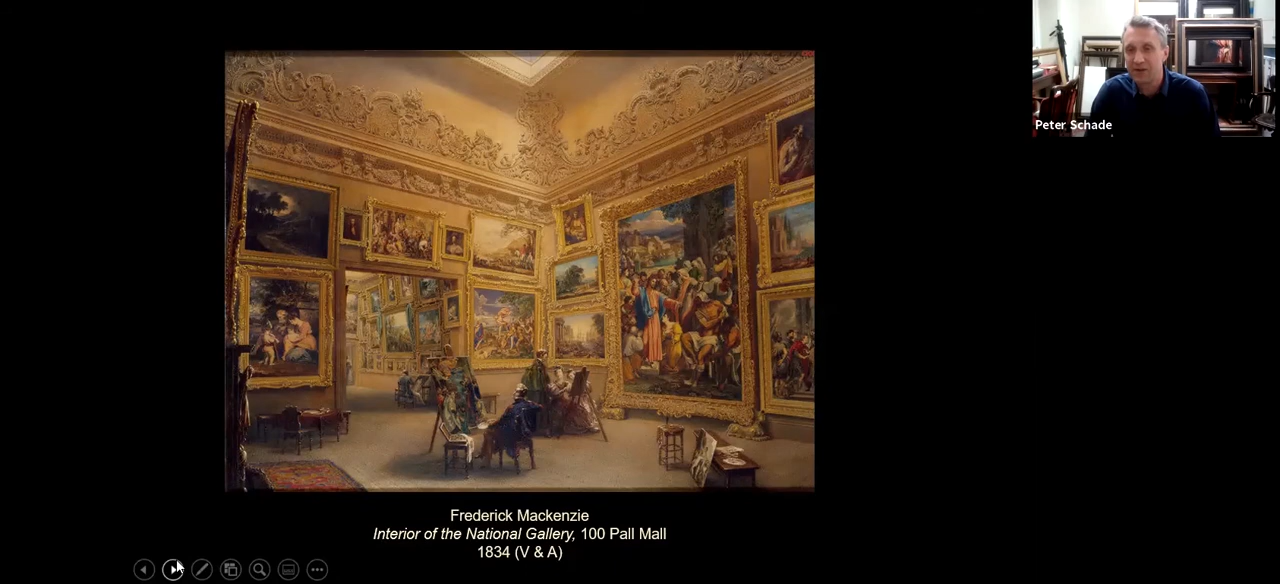 Peter Schade
Frederick Mackenzie
Interior of the National Gallery, 100 Pall Mall
1834 (V & A)